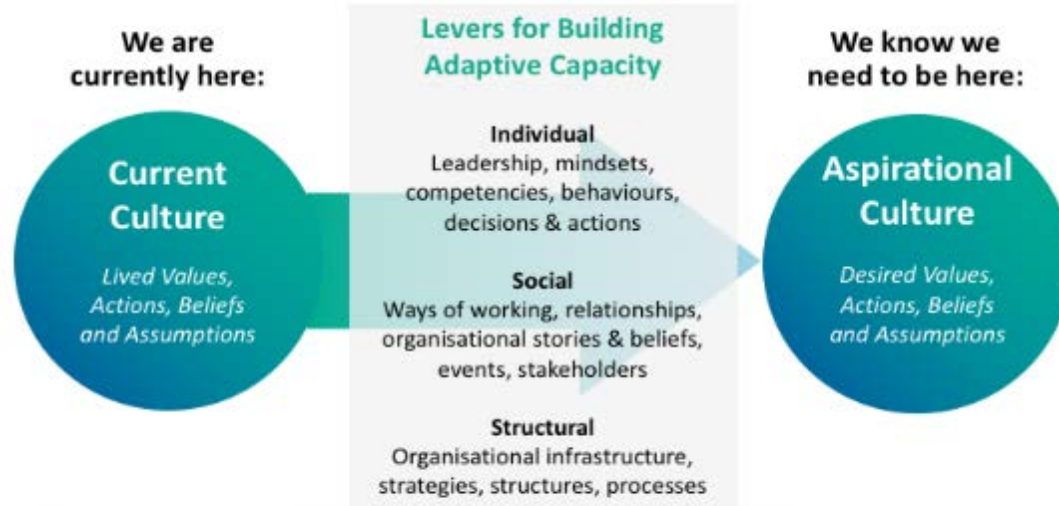 We are
currently here:
Current
Culture
Lived Values,
Actions, Beliefs
and Assumptions
Levers for Building
Adaptive Capacity
Individual
Leadership, mindsets,
competencies, behaviours,
decisions & actions
Social
Ways of working, relationships,
organisational stories & beliefs,
events, stakeholders
Structural
Organisational infrastructure,
strategies, structures, processes
We know we
need to be here:
Aspirational
Culture
Desired Values,
Actions, Beliefs
and Assumptions